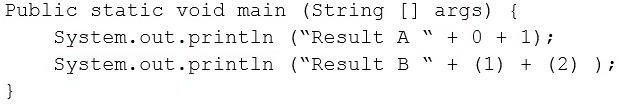 Public static void main (String [] args) {
    System.out.println (“Result A “ + 0 + 1);
    System.out.println (“Result B “ + (1) + (2) );
}